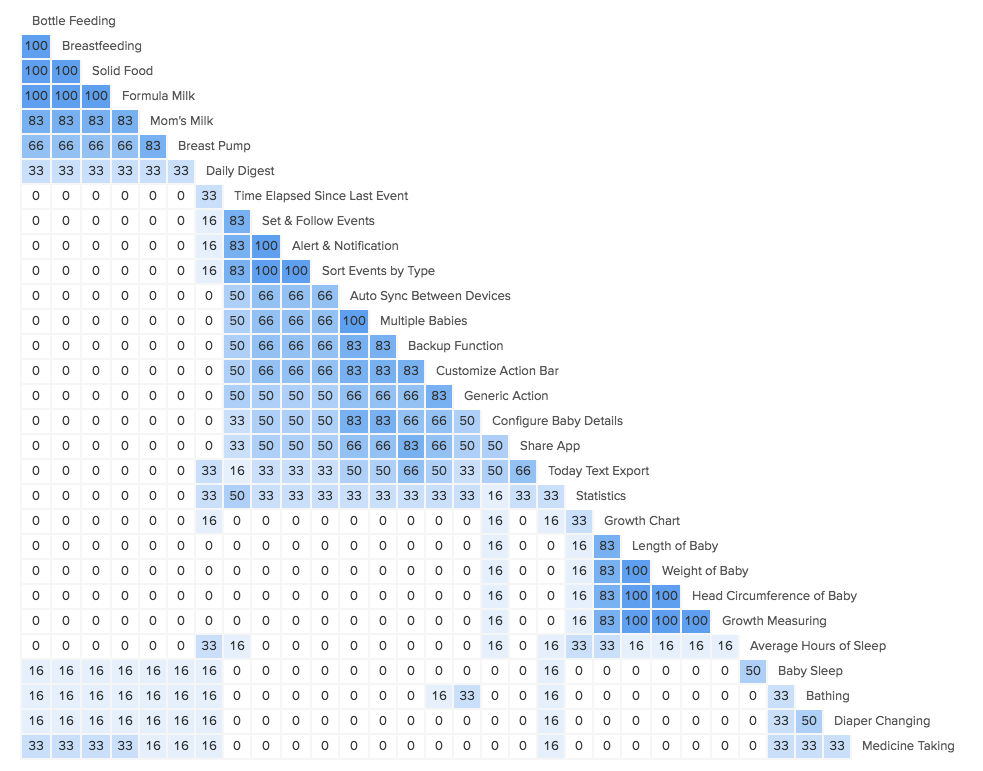 Bottle Feeding
100 Breastfeeding
100 100 Solid Food
100 100 100 Formula Milk
83 83 83 83 Mom's Milk
66 66 66 66 83 Breast Pump
33 33 33 33 33 33 Daily Digest
0 0 0 0 0 0 33 Time Elapsed Since Last Event
0 0 0 0 0 0 16 83 Set & Follow Events
0 0 0 0 0 0 16 83 100 Alert & Notification
0 0 0 0 0 0 16 83 100 100 Sort Events by Type
0 0 0 0 0 0 0 50 66 66 66 Auto Sync Between Devices
0 0 0 0 0 0 0 50 66 66 66 100 Multiple Babies
0 0 0 0 0 0 0 50 66 66 66 83 83 Backup Function
0 0 0 0 0 0 0 50 66 66 66 83 83 83 Customize Action Bar
0 0 0 0 0 0 0 50 50 50 50 66 66 66 83 Generic Action
0 0 0 0 0 0 0 33 50 50 50 83 83 66 66 50 Configure Baby Details
0 0 0 0 0 0 0 33 50 50 50 66 66 83 66 50 50 Share App
0 0 0 0 0 0 33 16 33 33 33 50 50 66 50 33 50 66 Today Text Export
0 0 0 0 0 0 33 50 33 33 33 33 33 33 33 33 16 33 33 Statistics
0 0 0 0 0 0 16 0 0 0 0 0 0 0 0 0 16 0 16 33 Growth Chart
0 0 0 0 0 0 0 0 0 0 0 0 0 0 0 0 16 0 0 16 83 Length of Baby
0 0 0 0 0 0 0 0 0 0 0 0 0 0 0 0 16 0 0 16 83 100 Weight of Baby
0 0 0 0 0 0 0 0 0 0 0 0 0 0 0 0 16 0 0 16 83 100 100 Head Circumference of Baby
0 0 0 0 0 0 0 0 0 0 0 0 0 0 0 0 16 0 0 16 83 100 100 100 Growth Measuring
0 0 0 0 0 0 33 16 0 0 0 0 0 0 0 0 16 0 16 33 33 16 16 16 16 Average Hours of Sleep
16 16 16 16 16 16 16 0 0 0 0 0 0 0 0 0 0 0 16 0 0 0 0 0 0 50 Baby Sleep
16 16 16 16 16 16 16 0 0 0 0 0 0 0 16 33 0 0 16 0 0 0 0 0 0 0 33 Bathing
16 16 16 16 16 16 16 0 0 0 0 0 0 0 0 0 0 0 16 0 0 0 0 0 0 0 33 50 Diaper Changing
33 33 33 33 16 16 16 0 0 0 0 0 0 0 0 0 0 0 16 0 0 0 0 0 0 0 33 33 33 Medicine Taking